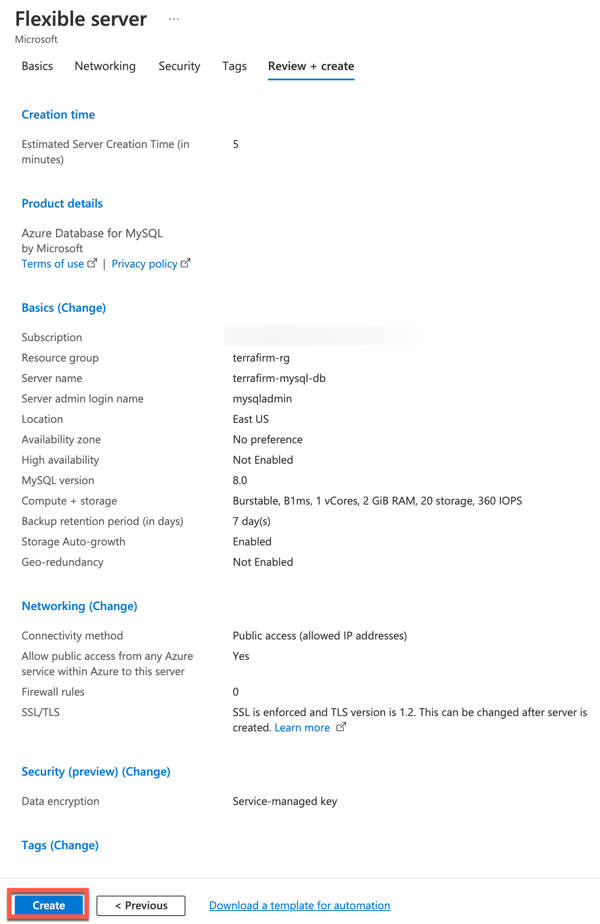 Flexible server ...
Microsoft
Basics Networking Security Tags Review + create
Creation time
Estimated Server Creation Time (in 5
minutes)
Product details
Azure Database for MySQL
by Microsoft
Terms of use | Privacy policy
Basics (Change)
Subscription
Resource group terrafirm-rg
Server name terrafirm-mysql-db
Server admin login name mysqladmin
Location East US
Availability zone No preference
High availability Not Enabled
MySQL version 8.0
Compute + storage Burstable, B1ms, 1 vCores, 2 GiB RAM, 20 storage, 360 IOPS
Backup retention period (in days) 7 day(s)
Storage Auto-growth Enabled
Geo-redundancy Not Enabled
Networking (Change)
Connectivity method Public access (allowed IP addresses)
Allow public access from any Azure Yes
service within Azure to this server
Firewall rules 0
SSL/TLS SSL is enforced and TLS version is 1.2. This can be changed after server is
created. Learn more
Security (preview) (Change)
Data encryption Service-managed key
Tags (Change)
Create < Previous Download a template for automation